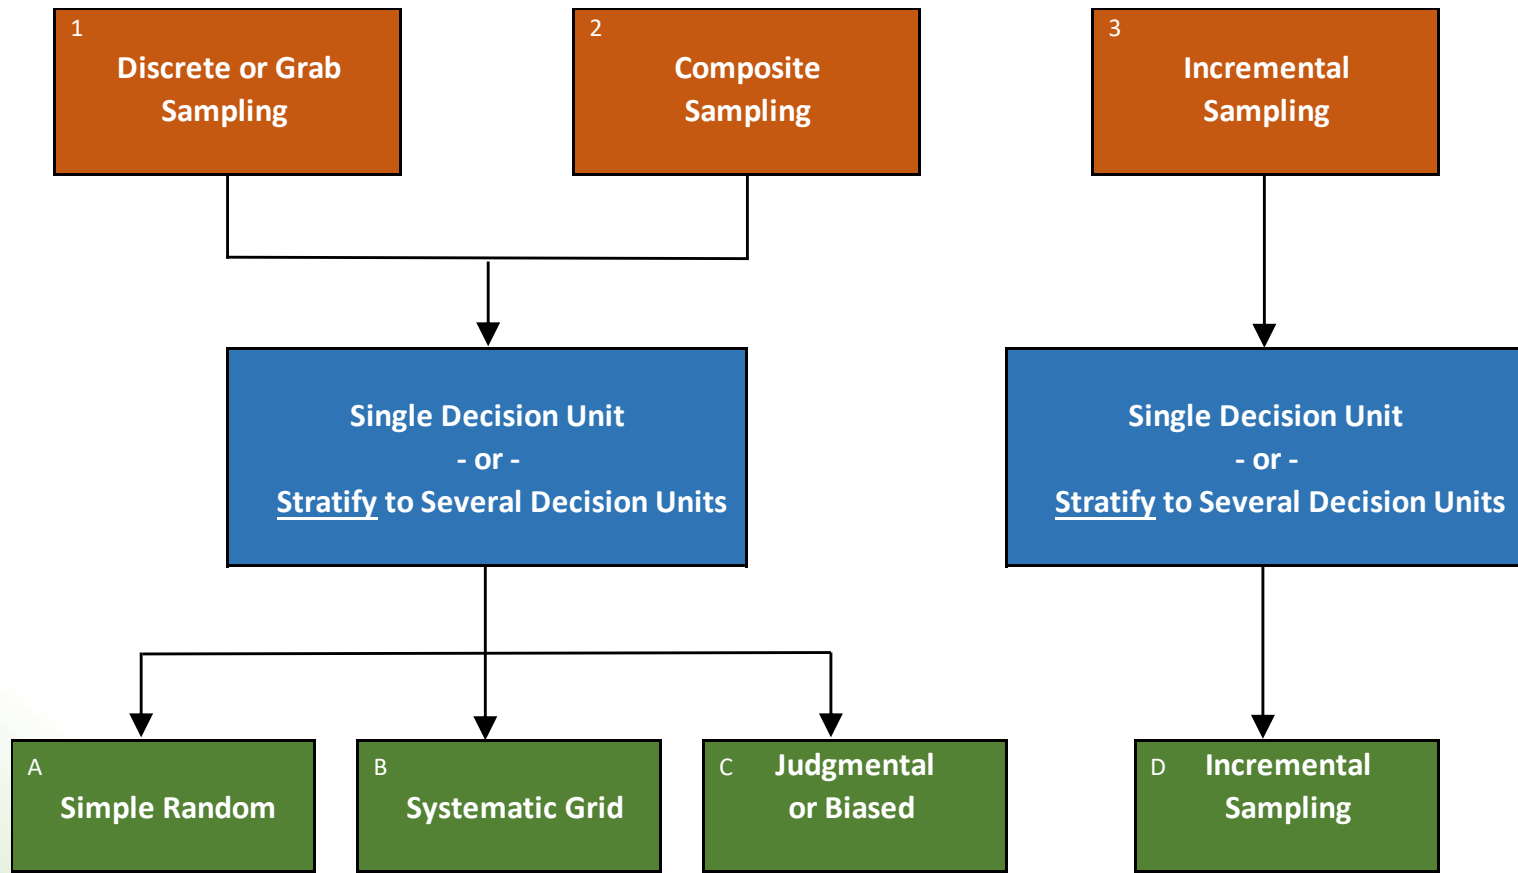 1
Discrete or Grab
Sampling
2
Composite
Sampling
3
Incremental
Sampling
Single Decision Unit
- or -
Stratify to Several Decision Units
Single Decision Unit
- or -
Stratify to Several Decision Units
A
Simple Random
B
Systematic Grid
C
Judgmental
or Biased
D
Incremental
Sampling